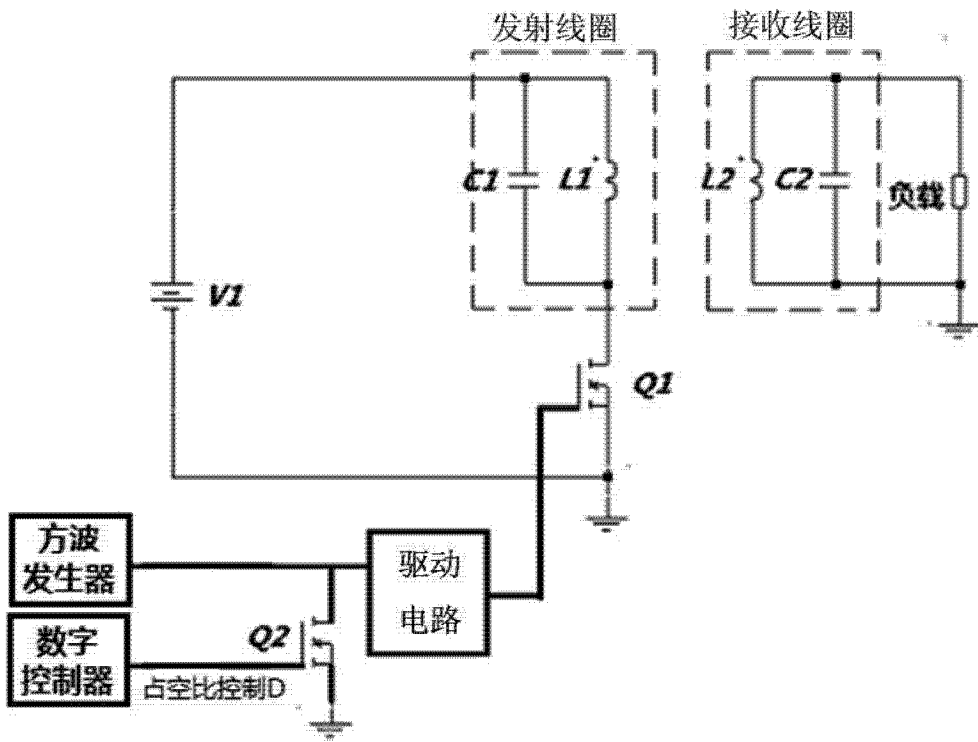 发射线圈
接收线圈
C1
L1
L2
C2
负载
V1
Q1
方波
发生器
驱动
电路
Q2
数字
控制器
占空比控制D